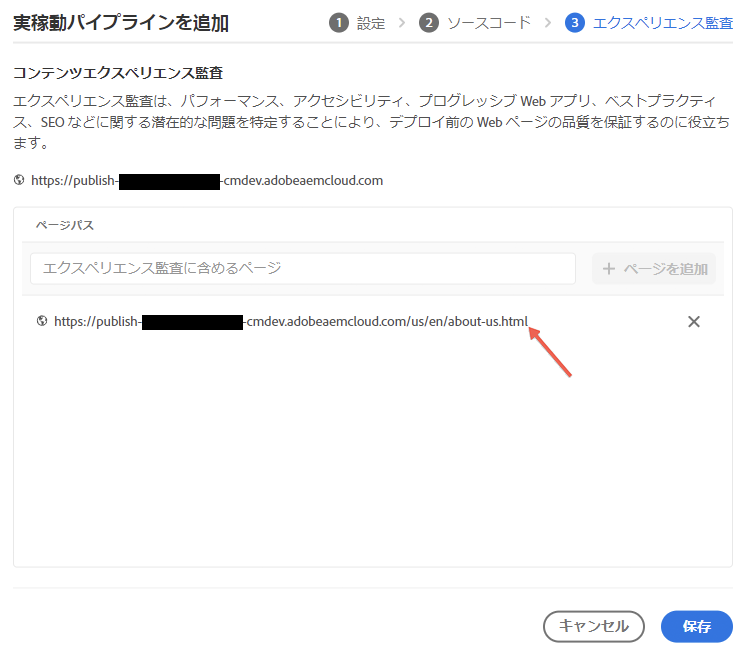 実稼動パイプラインを追加
1 設定 > 2 ソースコード > 3 エクスペリエンス監査
コンテンツエクスペリエンス監査
エクスペリエンス監査は、パフォーマンス、アクセシビリティ、プログレッシブ Web アプリ、ベストプラクティ
ス、SEO などに関する潜在的な問題を特定することにより、デプロイ前の Web ページの品質を保証するのに役立ち
ます。
https://publish- -cmdev.adobeaemcloud.com
ページパス
エクスペリエンス監査に含めるページ
+ ページを追加
https://publish- -cmdev.adobeaemcloud.com/us/en/about-us.html
キャンセル
保存